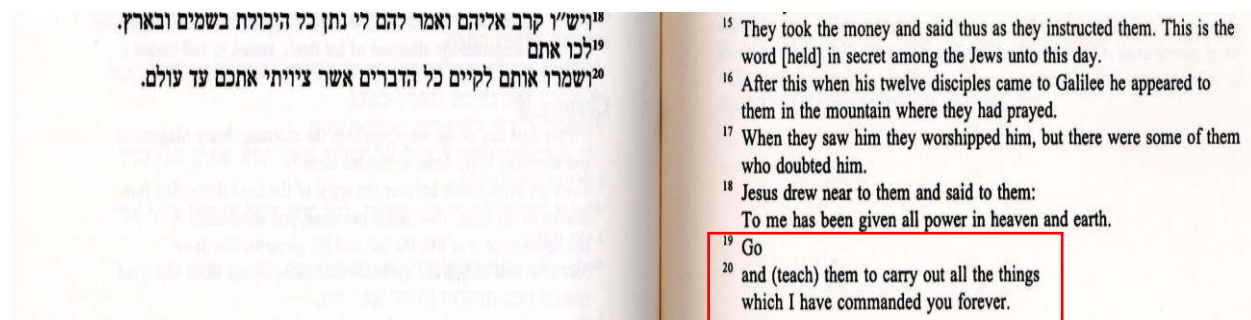 18ויש״ו קרב אליהם ואמר להם לי נתן כל היכולת בשמים ובארץ.
19לכו אתם
20ושמרו אותם לקיים כל הדברים אשר ציויתי אתכם עד עולם.
15 They took the money and said thus as they instructed them. This is the
word [held] in secret among the Jews unto this day.
16 After this when his twelve disciples came to Galilee he appeared to
them in the mountain where they had prayed.
17 When they saw him they worshipped him, but there were some of them
who doubted him.
18 Jesus drew near to them and said to them:
To me has been given all power in heaven and earth.
19 Go
20 and (teach) them to carry out all the things
which I have commanded you forever.